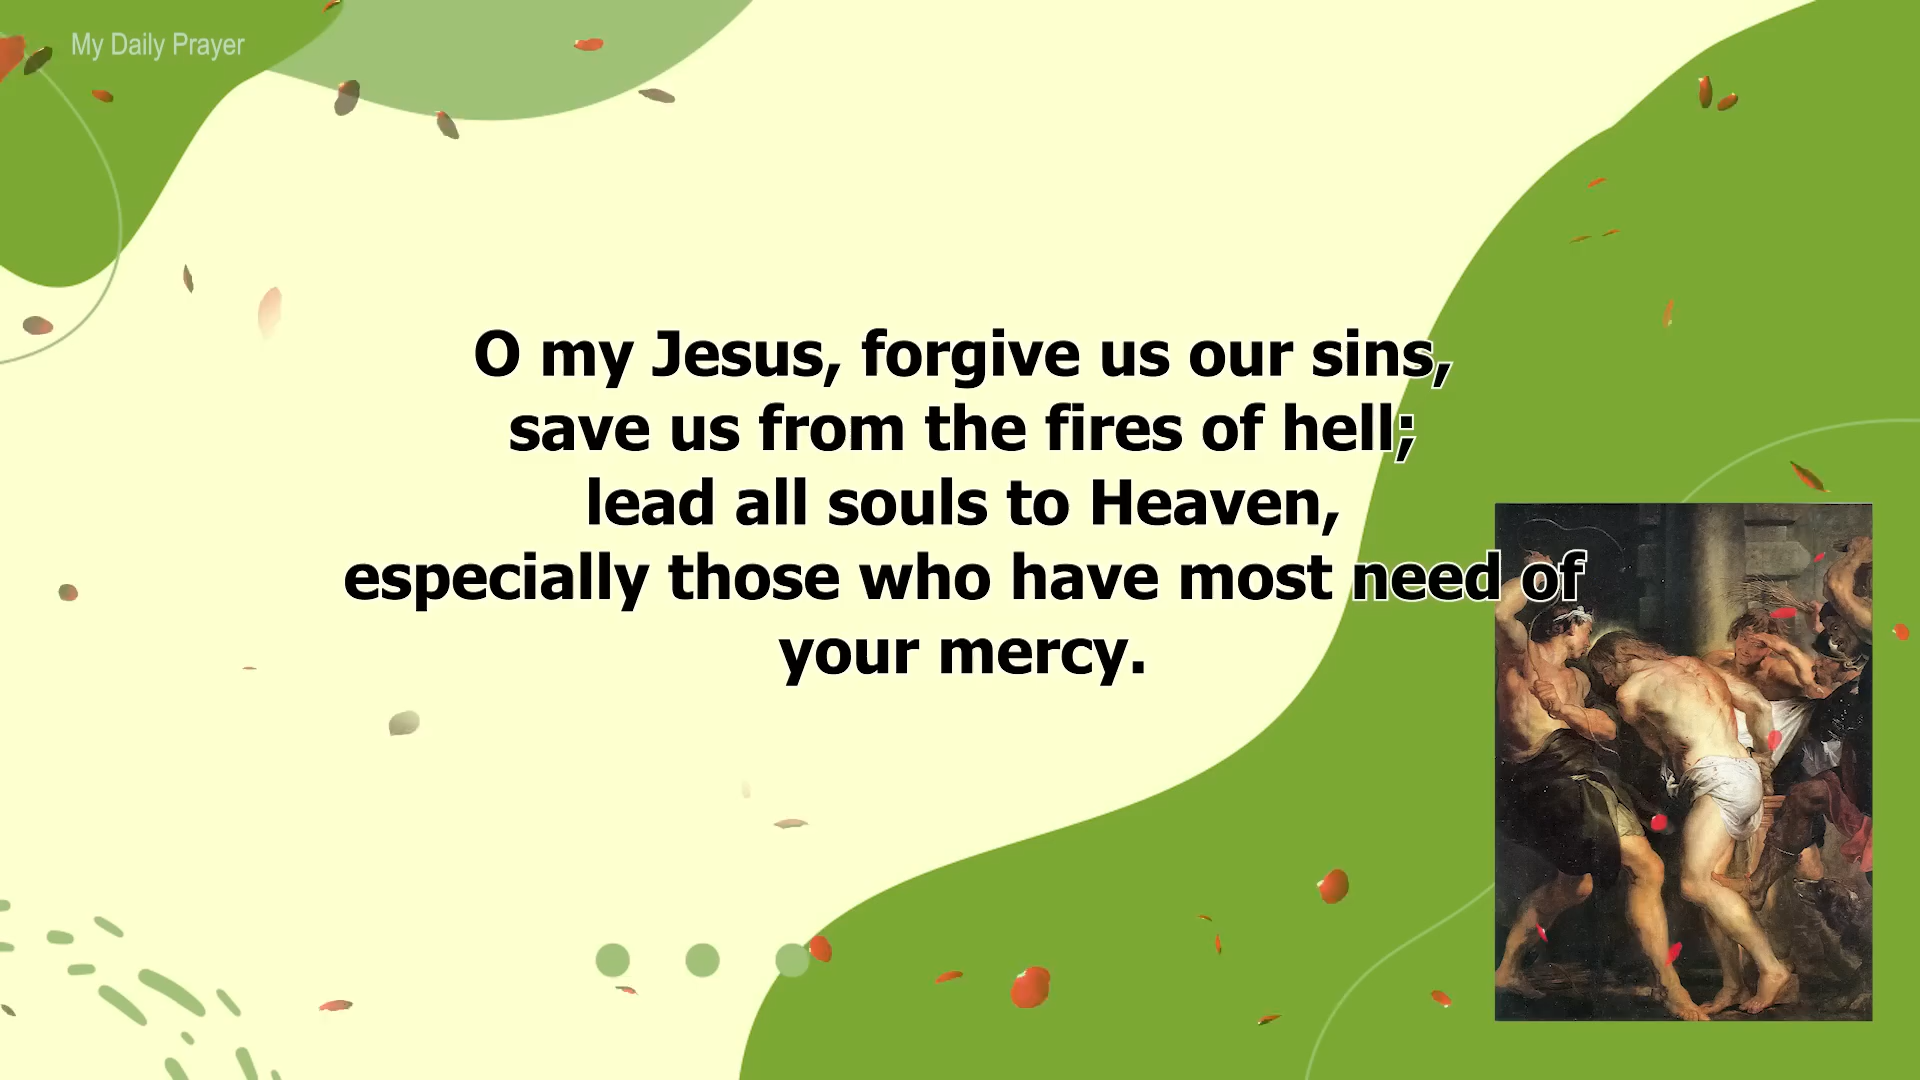 My Daily Prayer
O my Jesus, forgive us our sins,
save us from the fires of hell;
lead all souls to Heaven,
especially those who have most need of
your mercy.